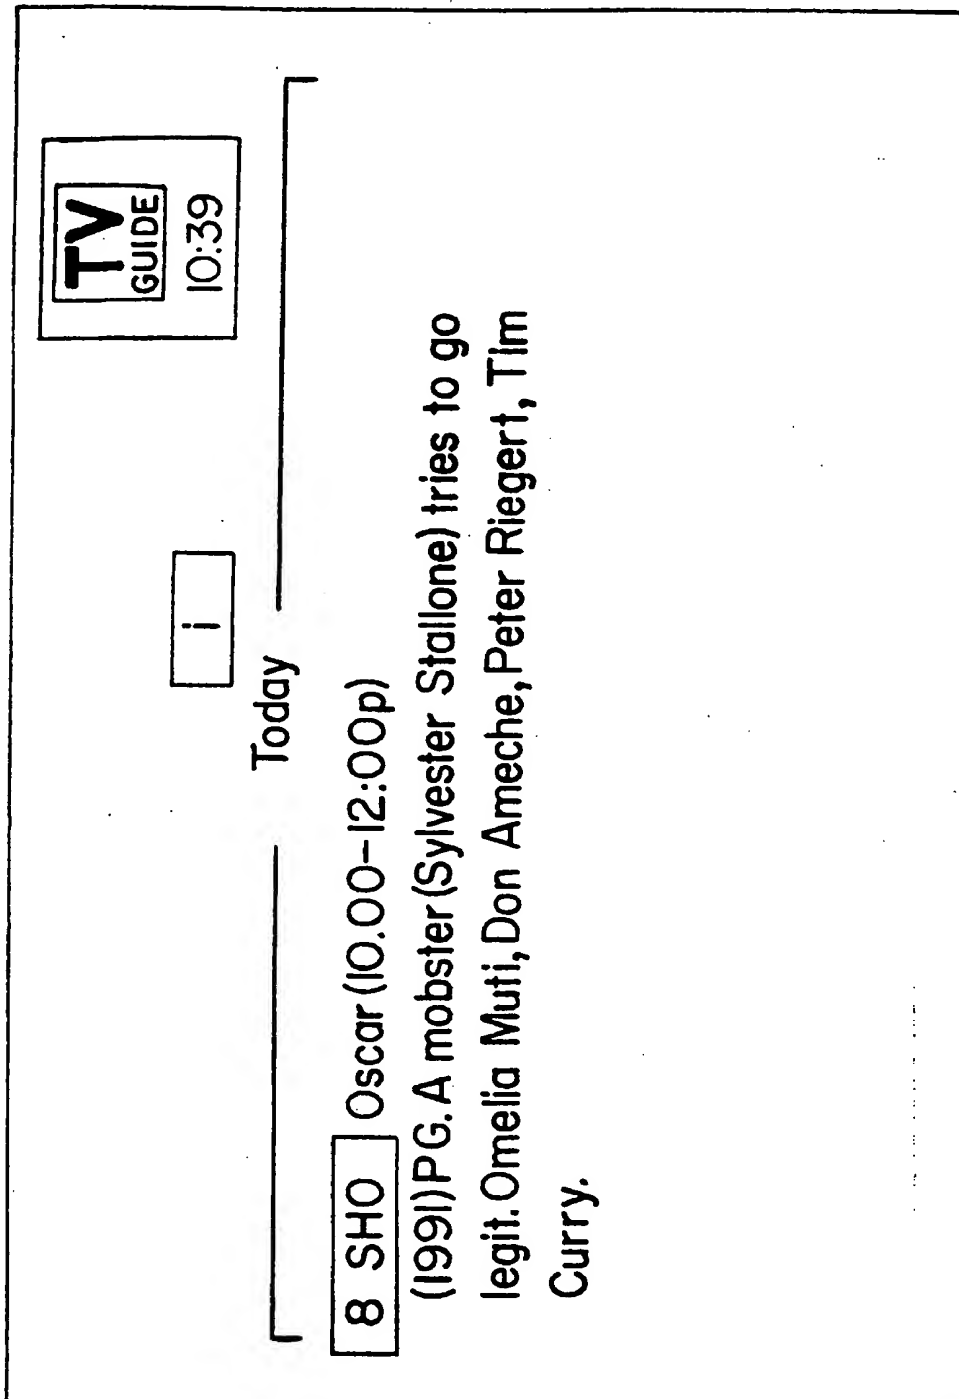 TV
GUIDE
10:39
i
Today
8 SHO Oscar (10.00-12:00p)
(1991) PG. A mobster (Sylvester Stallone) tries to go
legit. Omelia Muti, Don Ameche, Peter Riegert, Tim
Curry.